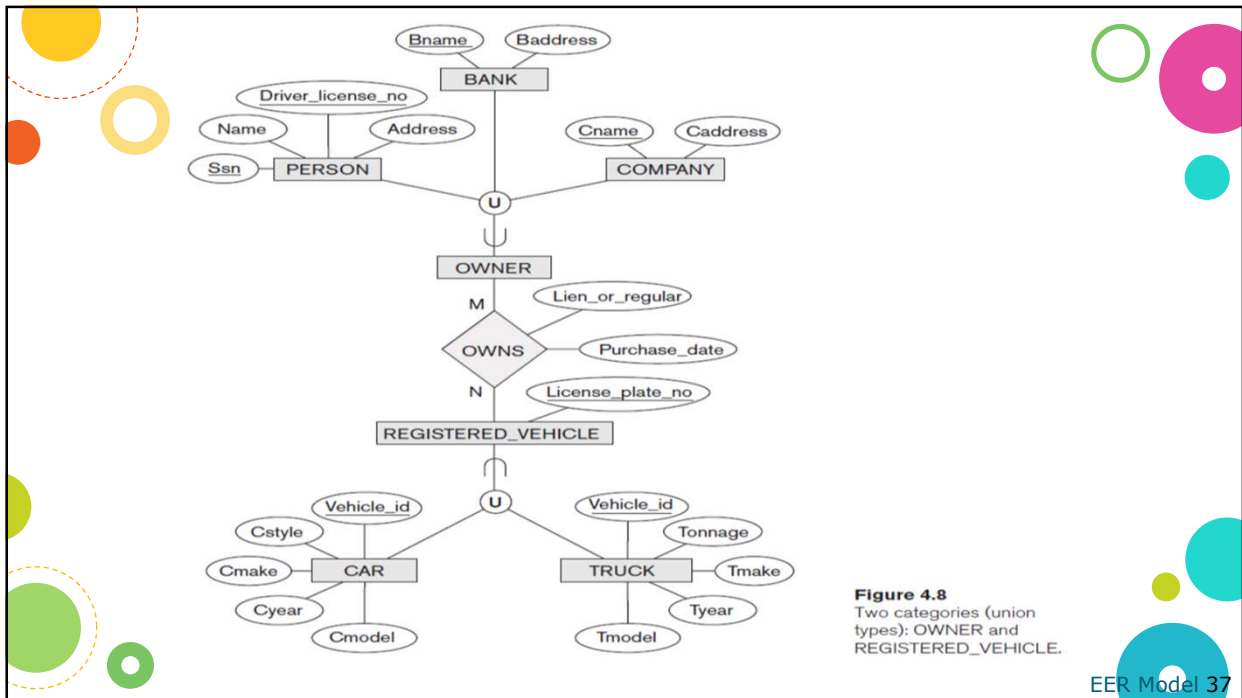 Bname
Baddress
BANK
Driver_license_no
Name
Address
Cname
Caddress
Ssn
PERSON
COMPANY
U
OWNER
M
Lien_or_regular
OWNS
Purchase_date
N
License_plate_no
REGISTERED_VEHICLE
U
Vehicle_id
Vehicle_id
Cstyle
Tonnage
Cmake
CAR
TRUCK
Tmake
Cyear
Tyear
Cmodel
Tmodel
Figure 4.8
Two categories (union
types): OWNER and
REGISTERED_VEHICLE.
EER Model 37